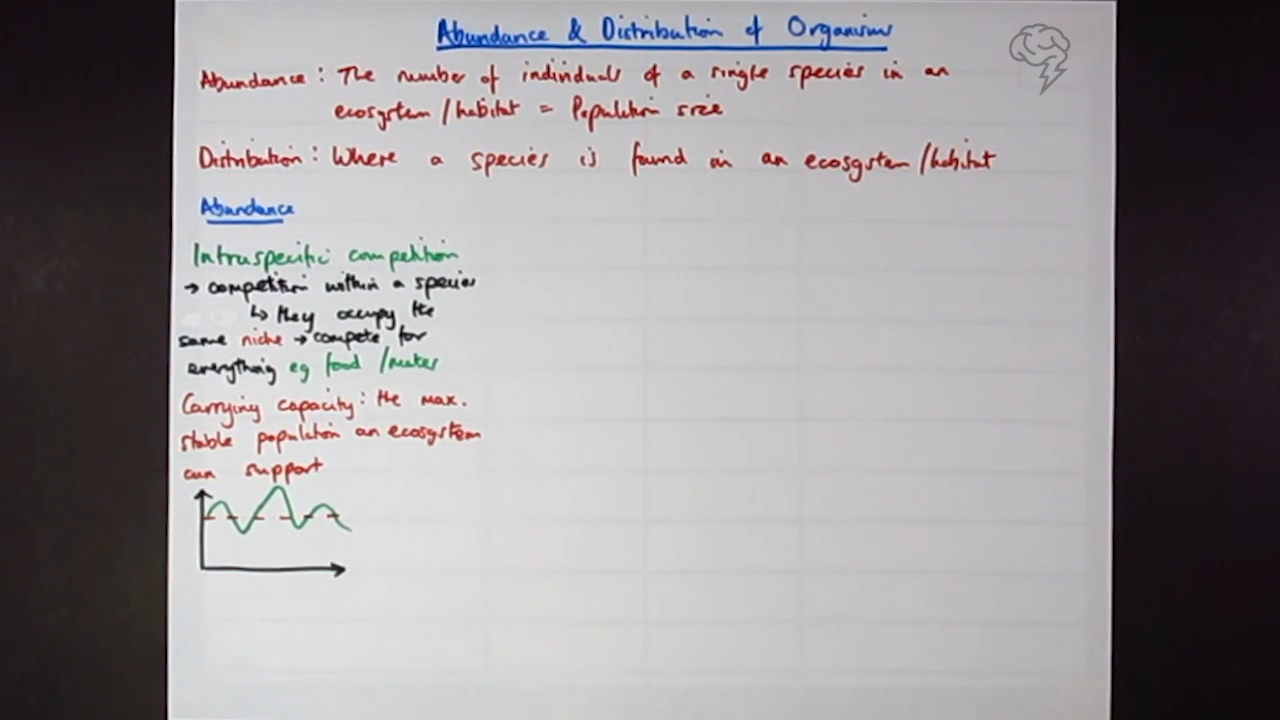 Abundance & Distribution of Organisms
Abundance: The number of individuals of a single species in an
ecosystem/habitat = Population size
Distribution: Where a species is found in an ecosystem/habitat
Abundance
Intraspecific competition
→ competition within a species
↳ they occupy the
same niche → compete for
everything eg food/mates
Carrying capacity: the max.
stable population an ecosystem
can support